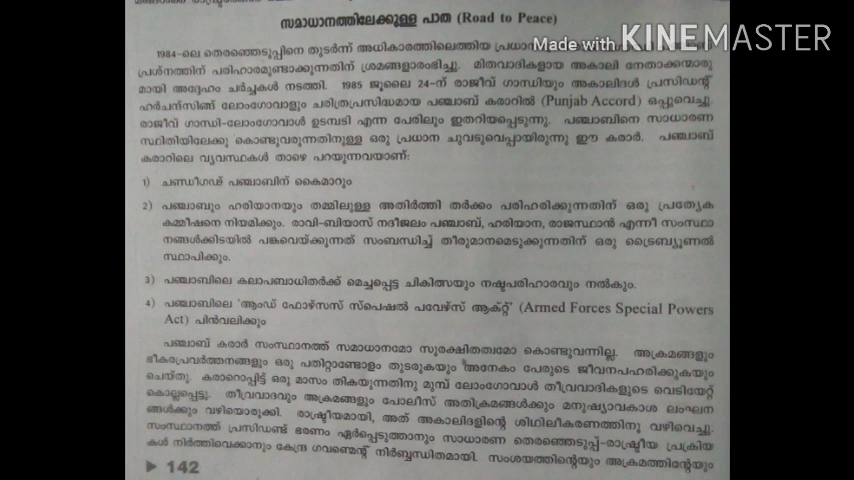 സമാധാനത്തിലേക്കുള്ള പാത (Road to Peace)
Made with KINEMASTER
1984-ലെ തെരഞ്ഞെടുപ്പിനെ തുടർന്ന് അധികാരത്തിലെത്തിയ പ്രധാന
പ്രശ്നത്തിന് പരിഹാരമുണ്ടാക്കുന്നതിന് ശ്രമങ്ങളാരംഭിച്ചു. മിതവാദികളായ അകാലി നേതാക്കന്മാരു
മായി അദ്ദേഹം ചർച്ചകൾ നടത്തി. 1985 ജൂലൈ 24-ന് രാജീവ് ഗാന്ധിയും അകാലിദൾ പ്രസിഡന്റ്
ഹർചന്ദ്സിങ്ങ് ലോംഗോവാളും ചരിത്രപ്രസിദ്ധമായ പഞ്ചാബ് കരാറിൽ (Punjab Accord) ഒപ്പുവെച്ചു.
രാജീവ് ഗാന്ധി-ലോംഗോവാൾ ഉടമ്പടി എന്ന പേരിലും ഇതറിയപ്പെടുന്നു. പഞ്ചാബിനെ സാധാരണ
സ്ഥിതിയിലേക്കു കൊണ്ടുവരുന്നതിനുള്ള ഒരു പ്രധാന ചുവടുവെപ്പായിരുന്നു ഈ കരാർ. പഞ്ചാബ്
കരാറിലെ വ്യവസ്ഥകൾ താഴെ പറയുന്നവയാണ്:
1) ചണ്ഡീഗഢ് പഞ്ചാബിന് കൈമാറും
2) പഞ്ചാബും ഹരിയാനയും തമ്മിലുള്ള അതിർത്തി തർക്കം പരിഹരിക്കുന്നതിന് ഒരു പ്രത്യേക
കമ്മീഷനെ നിയമിക്കും. രാവി-ബിയാസ് നദീജലം പഞ്ചാബ്, ഹരിയാന, രാജസ്ഥാൻ എന്നീ സംസ്ഥാ
നങ്ങൾക്കിടയിൽ പങ്കുവെയ്ക്കുന്നത് സംബന്ധിച്ച് തീരുമാനമെടുക്കുന്നതിന് ഒരു ട്രൈബ്യൂണൽ
സ്ഥാപിക്കും.
3) പഞ്ചാബിലെ കലാപബാധിതർക്ക് മെച്ചപ്പെട്ട ചികിത്സയും നഷ്ടപരിഹാരവും നൽകും.
4) പഞ്ചാബിലെ 'ആംഡ് ഫോഴ്സസ് സ്പെഷൽ പവേഴ്സ് ആക്റ്റ്' (Armed Forces Special Powers
Act) പിൻവലിക്കും
പഞ്ചാബ് കരാർ സംസ്ഥാനത്ത് സമാധാനമോ സുരക്ഷിതത്വമോ കൊണ്ടുവന്നില്ല. അക്രമങ്ങളും
ഭീകരപ്രവർത്തനങ്ങളും ഒരു പതിറ്റാണ്ടോളം തുടരുകയും അനേകം പേരുടെ ജീവനപഹരിക്കുകയും
ചെയ്തു. കരാറൊപ്പിട്ട് ഒരു മാസം തികയുന്നതിനു മുമ്പ് ലോംഗോവാൾ തീവ്രവാദികളുടെ വെടിയേറ്റ്
കൊല്ലപ്പെട്ടു. തീവ്രവാദവും അക്രമങ്ങളും പോലീസ് അതിക്രമങ്ങൾക്കും മനുഷ്യാവകാശ ലംഘന
ങ്ങൾക്കും വഴിയൊരുക്കി. രാഷ്ട്രീയമായി, അത് അകാലിദളിന്റെ ശിഥിലീകരണത്തിനു വഴിവെച്ചു.
സംസ്ഥാനത്ത് പ്രസിഡണ്ട് ഭരണം ഏർപ്പെടുത്താനും സാധാരണ തെരഞ്ഞെടുപ്പ്-രാഷ്ട്രീയ പ്രക്രിയ
കൾ നിർത്തിവെക്കാനും കേന്ദ്ര ഗവണ്മെന്റ് നിർബ്ബന്ധിതമായി. സംശയത്തിന്റെയും അക്രമത്തിന്റേയും
142